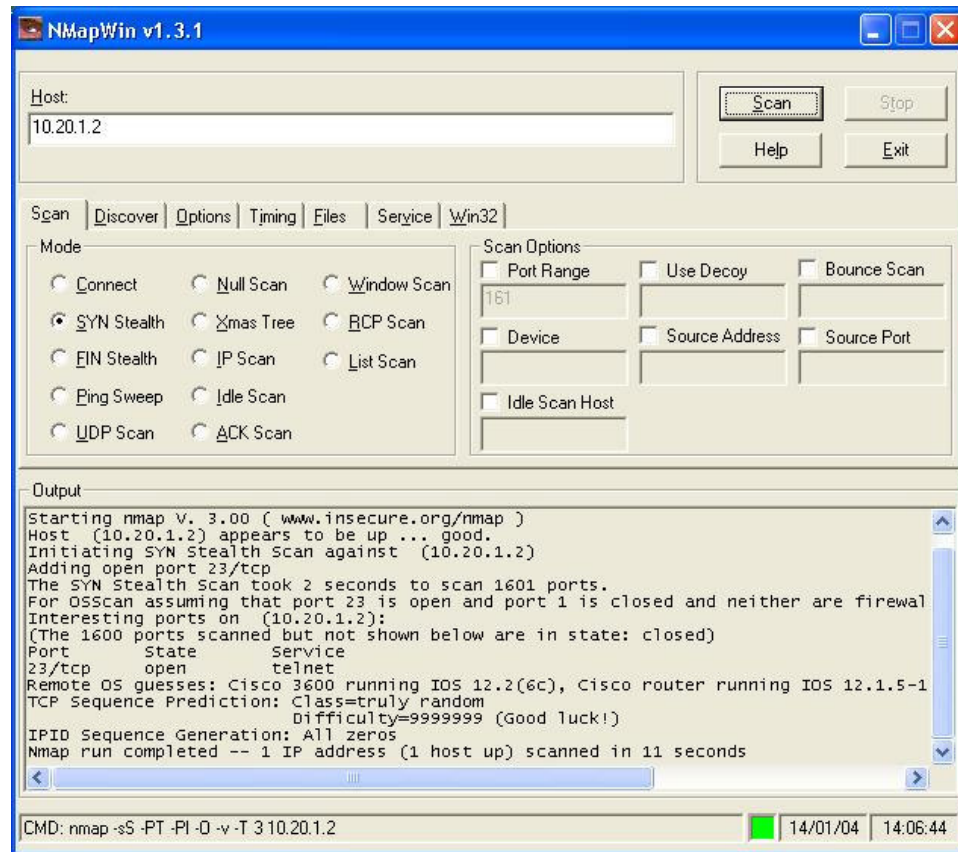 NMapWin v1.3.1
Host:
10.20.1.2
Scan Stop
Help Exit
Scan Discover Options Timing Files Service Win32
Mode
Connect Null Scan Window Scan
SYN Stealth Xmas Tree RCP Scan
FIN Stealth IP Scan List Scan
Ping Sweep Idle Scan
UDP Scan ACK Scan
Scan Options
Port Range Use Decoy Bounce Scan
161
Device Source Address Source Port
Idle Scan Host
Output
Starting nmap V. 3.00 ( www.insecure.org/nmap )
Host  (10.20.1.2) appears to be up ... good.
Initiating SYN Stealth Scan against  (10.20.1.2)
Adding open port 23/tcp
The SYN Stealth Scan took 2 seconds to scan 1601 ports.
For OSScan assuming that port 23 is open and port 1 is closed and neither are firewal
Interesting ports on  (10.20.1.2):
(The 1600 ports scanned but not shown below are in state: closed)
Port       State       Service
23/tcp     open        telnet
Remote OS guesses: Cisco 3600 running IOS 12.2(6c), Cisco router running IOS 12.1.5-1
TCP Sequence Prediction: Class=truly random
Difficulty=9999999 (Good luck!)
IPID Sequence Generation: All zeros
Nmap run completed -- 1 IP address (1 host up) scanned in 11 seconds
CMD: nmap -sS -PT -PI -O -v -T 3 10.20.1.2 14/01/04 14:06:44